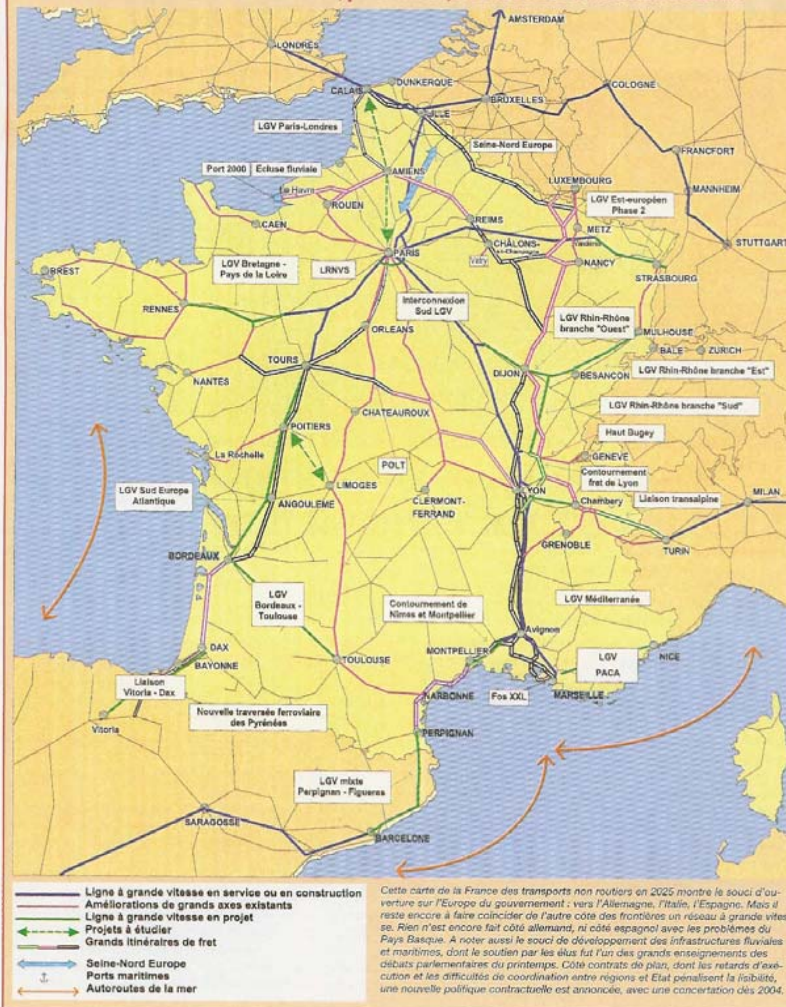 AMSTERDAM
LONDRES
DUNKERQUE
CALAIS
COLOGNE
BRUXELLES
LILLE
LGV Paris-Londres
Seine-Nord Europe
FRANCFORT
Port 2000 | Ecluse fluviale
AMIENS
LUXEMBOURG
MANNHEIM
Le Havre
LGV Est-européen
Phase 2
ROUEN
REIMS
CAEN
METZ
STUTTGART
CHÂLONS-
en-Champagne
PARIS
Vandières
BREST
LGV Bretagne -
Pays de la Loire
LRNVS
Vatry
NANCY
STRASBOURG
RENNES
Interconnexion
Sud LGV
ORLEANS
LGV Rhin-Rhône
branche "Ouest"
MULHOUSE
BALE
ZURICH
TOURS
DIJON
BESANCON
LGV Rhin-Rhône branche "Est"
NANTES
CHATEAUROUX
LGV Rhin-Rhône branche "Sud"
POITIERS
Haut Bugey
La Rochelle
POLT
GENEVE
LIMOGES
Contournement
fret de Lyon
LGV Sud Europe
Atlantique
ANGOULEME
CLERMONT-
FERRAND
LYON
Chambery
Liaison transalpine
MILAN
GRENOBLE
TURIN
BORDEAUX
LGV
Bordeaux -
Toulouse
Contournement de
Nîmes et Montpellier
LGV Méditerranée
Avignon
DAX
BAYONNE
TOULOUSE
MONTPELLIER
LGV
PACA
NICE
Liaison
Vitoria - Dax
NARBONNE
Fos XXL
MARSEILLE
Vitoria
Nouvelle traversée ferroviaire
des Pyrénées
PERPIGNAN
LGV mixte
Perpignan - Figueras
SARAGOSSE
BARCELONE
Ligne à grande vitesse en service ou en construction
Améliorations de grands axes existants
Ligne à grande vitesse en projet
Projets à étudier
Grands itinéraires de fret
Seine-Nord Europe
Ports maritimes
Autoroutes de la mer
Cette carte de la France des transports non routiers en 2025 montre le souci d'ou-
verture sur l'Europe du gouvernement : vers l'Allemagne, l'Italie, l'Espagne. Mais il
reste encore à faire coïncider de l'autre côté des frontières un réseau à grande vites-
se. Rien n'est encore fait côté allemand, ni côté espagnol avec les problèmes du
Pays Basque. A noter aussi le souci de développement des infrastructures fluviales
et maritimes, dont le soutien par les élus fut l'un des grands enseignements des
débats parlementaires du printemps. Côté contrats de plan, dont les retards d'exé-
cution et les difficultés de coordination entre régions et Etat pénalisent la lisibilité,
une nouvelle politique contractuelle est annoncée, avec une concertation dès 2004.